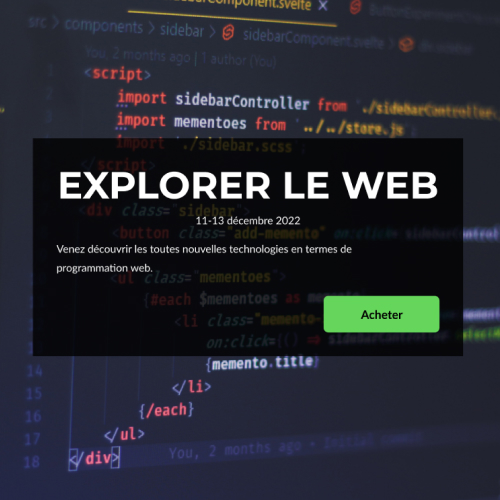 sidebarComponent.svelte ×
src > components > sidebar > sidebarComponent.svelte >
You, 2 months ago | 1 author (You)
<script>
import sidebarController from './sidebarController.
import mementoes from '../../store.js
import './sidebar.scss
</script>
EXPLORER LE WEB
11-13 décembre 2022
<div class="sidebar
<button class="add-memento" on:click=
Venez découvrir les toutes nouvelles technologies en termes de
programmation web.
<ul class="mementoes">
{#each $mementoes as memento
<li class="memento-
Acheter
on:click={() => sidebarController
14 {memento.title}
15 </li>
16 {/each}
17 </ul>
18 </div> You, 2 months ago • Initial commit